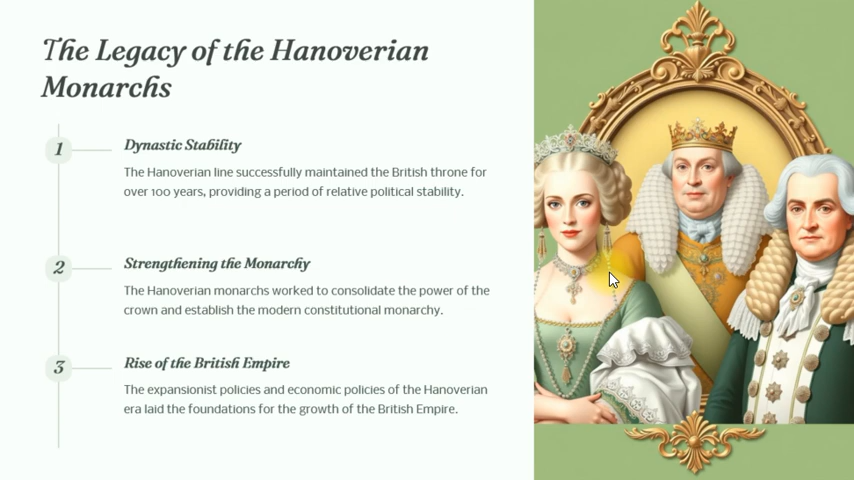 The Legacy of the Hanoverian
Monarchs
1
Dynastic Stability
The Hanoverian line successfully maintained the British throne for
over 100 years, providing a period of relative political stability.
2
Strengthening the Monarchy
The Hanoverian monarchs worked to consolidate the power of the
crown and establish the modern constitutional monarchy.
3
Rise of the British Empire
The expansionist policies and economic policies of the Hanoverian
era laid the foundations for the growth of the British Empire.